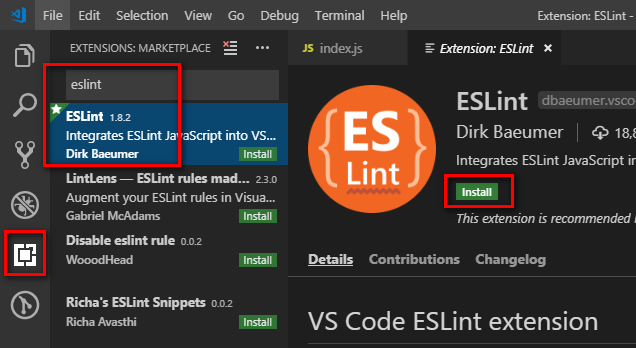 File Edit View Go Debug Terminal Help Extension: ESLint -
EXTENSIONS: MARKETPLACE
JS index.js Extension: ESLint
eslint
ESLint 1.8.2
Integrates ESLint JavaScript into VS...
Dirk Baeumer Install
LintLens — ESLint rules mad... 2.3.0
Augment your ESLint rules in Visua...
Gabriel McAdams Install
Disable eslint rule 0.0.2
WooodHead Install
Richa's ESLint Snippets 0.0.2
Richa Avasthi Install
ES
Lint
ESLint dbaeumer.vsco
Dirk Baeumer 18,8
Integrates ESLint JavaScript in
Install
This extension is recommended
Details Contributions Changelog
VS Code ESLint extension